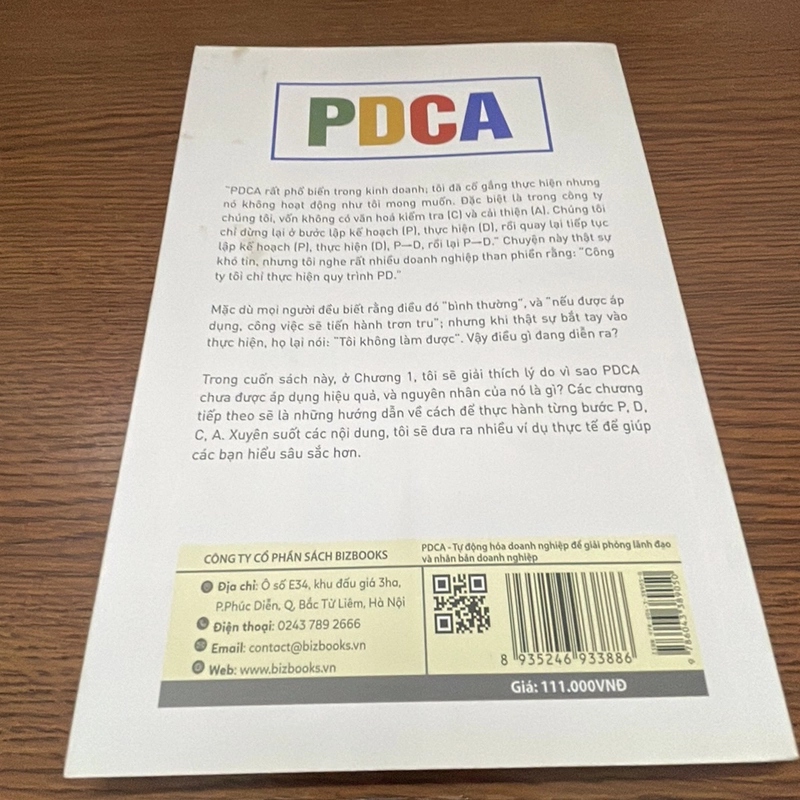 PDCA
"PDCA rất phổ biến trong kinh doanh; tôi đã cố gắng thực hiện nhưng
nó không hoạt động như tôi mong muốn. Đặc biệt là trong công ty
chúng tôi, vốn không có văn hoá kiểm tra (C) và cải thiện (A). Chúng tôi
chỉ dừng lại ở bước lập kế hoạch (P), thực hiện (D), rồi quay lại tiếp tục
lập kế hoạch (P), thực hiện (D), P→D, rồi lại P→D." Chuyện này thật sự
khó tin, nhưng tôi nghe rất nhiều doanh nghiệp than phiền rằng: "Công
ty tôi chỉ thực hiện quy trình PD."
Mặc dù mọi người đều biết rằng điều đó "bình thường", và "nếu được áp
dụng, công việc sẽ tiến hành trơn tru"; nhưng khi thật sự bắt tay vào
thực hiện, họ lại nói: "Tôi không làm được". Vậy điều gì đang diễn ra?
Trong cuốn sách này, ở Chương 1, tôi sẽ giải thích lý do vì sao PDCA
chưa được áp dụng hiệu quả, và nguyên nhân của nó là gì? Các chương
tiếp theo sẽ là những hướng dẫn về cách để thực hành từng bước P, D,
C, A. Xuyên suốt các nội dung, tôi sẽ đưa ra nhiều ví dụ thực tế để giúp
các bạn hiểu sâu sắc hơn.
CÔNG TY CỔ PHẦN SÁCH BIZBOOKS
Địa chỉ: Ô số E34, khu đấu giá 3ha,
P.Phúc Diễn, Q, Bắc Từ Liêm, Hà Nội
Điện thoại: 0243 789 2666
Email: contact@bizbooks.vn
Web: www.bizbooks.vn
PDCA - Tự động hóa doanh nghiệp để giải phóng lãnh đạo
và nhân bản doanh nghiệp
8 935246 933886
9 786043 389050
Giá: 111.000VNĐ